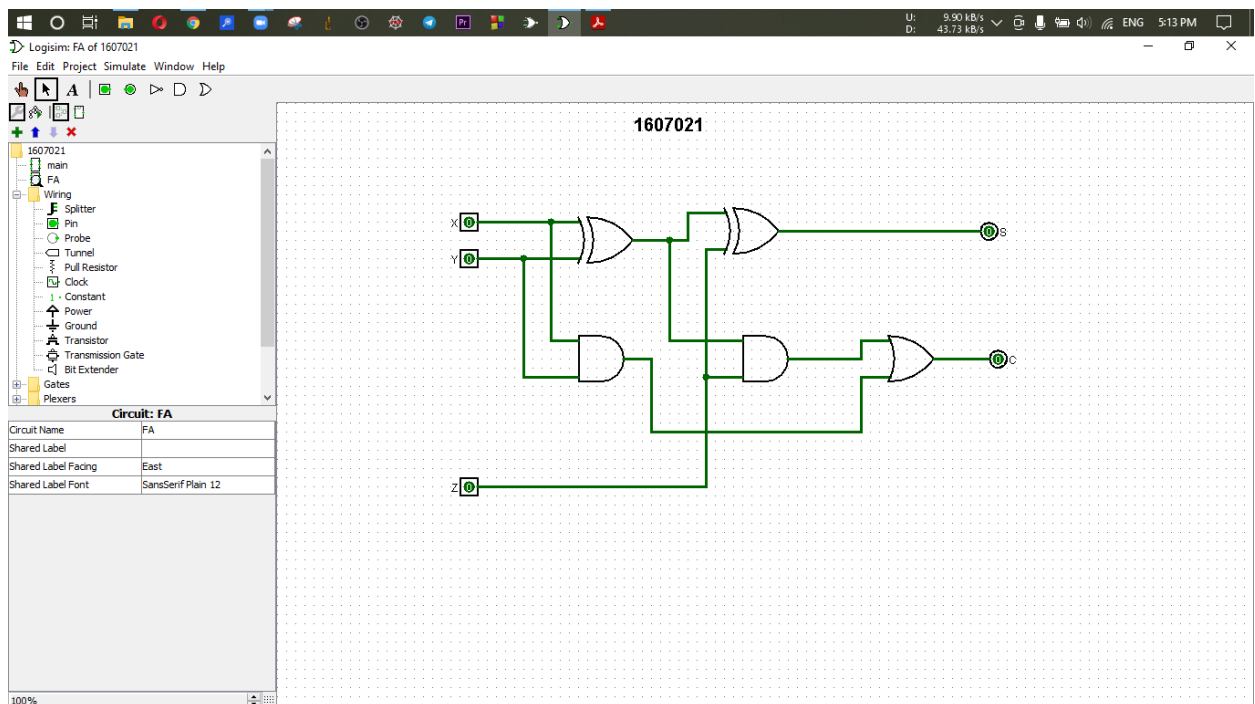 U: 9.90 kB/s
D: 43.73 kB/s
ENG 5:13 PM
Logisim: FA of 1607021
File Edit Project Simulate Window Help
A
1607021
main
FA
Wiring
Splitter
Pin
Probe
Tunnel
Pull Resistor
Clock
1 Constant
Power
Ground
Transistor
Transmission Gate
Bit Extender
Gates
Plexers
Circuit: FA
Circuit Name FA
Shared Label
Shared Label Facing East
Shared Label Font SansSerif Plain 12
100%
1607021
X 0
Y 0
0 S
0 C
Z 0
Pr